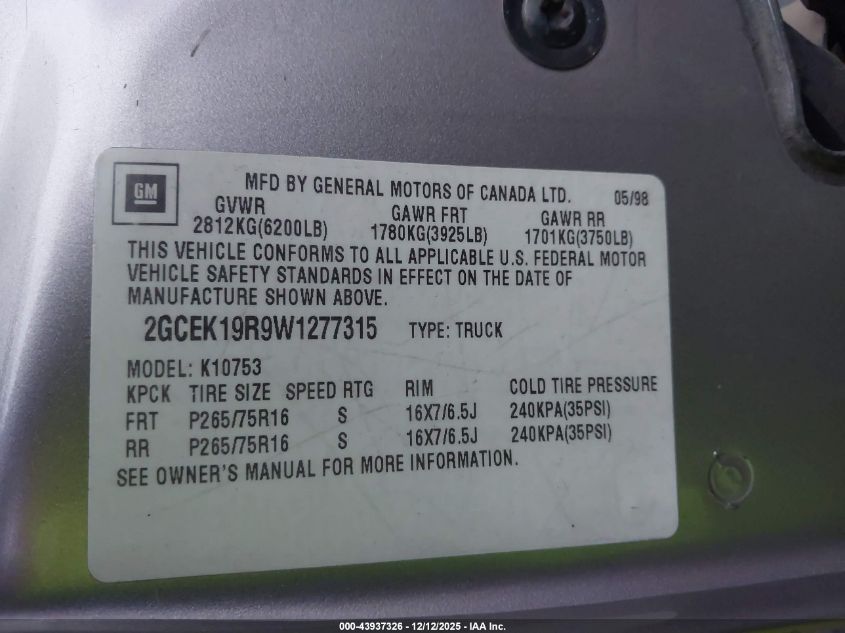 GM
MFD BY GENERAL MOTORS OF CANADA LTD. 05/98
GVWR GAWR FRT GAWR RR
2812KG(6200LB) 1780KG(3925LB) 1701KG(3750LB)
THIS VEHICLE CONFORMS TO ALL APPLICABLE U.S. FEDERAL MOTOR
VEHICLE SAFETY STANDARDS IN EFFECT ON THE DATE OF
MANUFACTURE SHOWN ABOVE.
2GCEK19R9W1277315 TYPE: TRUCK
MODEL: K10753
KPCK TIRE SIZE SPEED RTG RIM COLD TIRE PRESSURE
FRT P265/75R16 S 16X7/6.5J 240KPA(35PSI)
RR P265/75R16 S 16X7/6.5J 240KPA(35PSI)
SEE OWNER'S MANUAL FOR MORE INFORMATION.
000-43937326 - 12/12/2025 - IAA Inc.